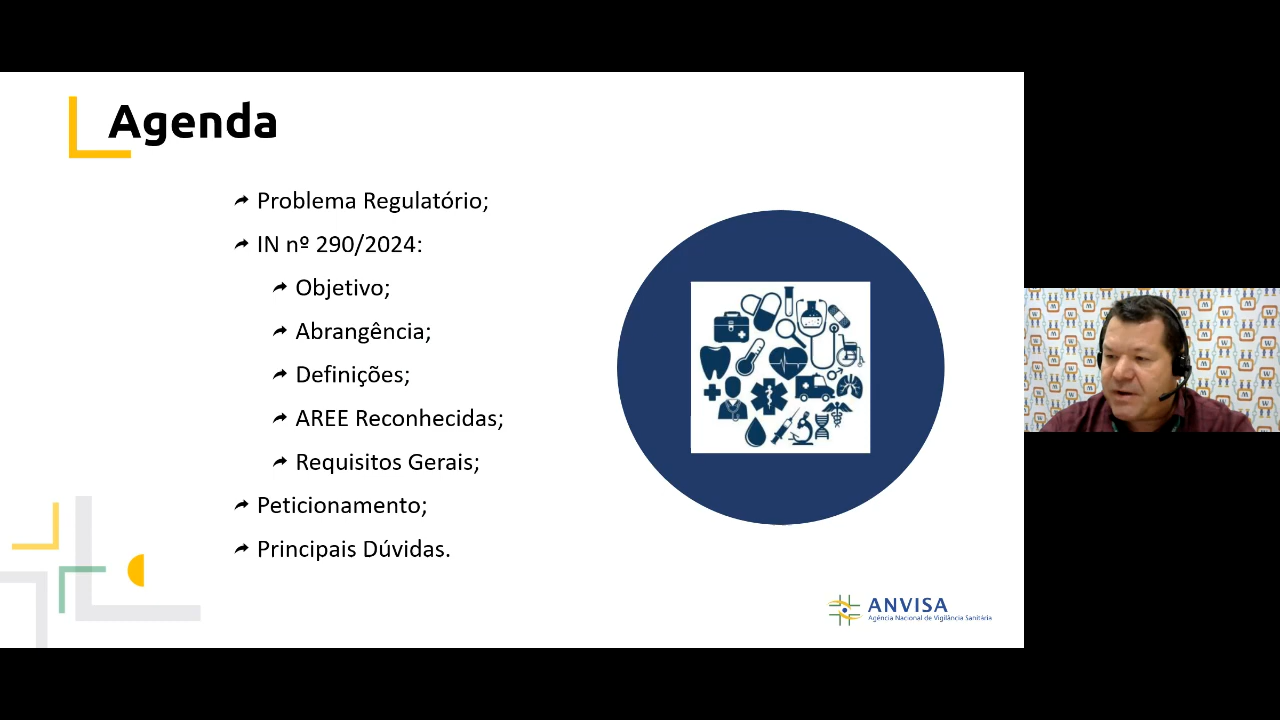 Agenda
Problema Regulatório;
IN nº 290/2024:
Objetivo;
Abrangência;
Definições;
AREE Reconhecidas;
Requisitos Gerais;
Peticionamento;
Principais Dúvidas.
ANVISA
Agência Nacional de Vigilância Sanitária